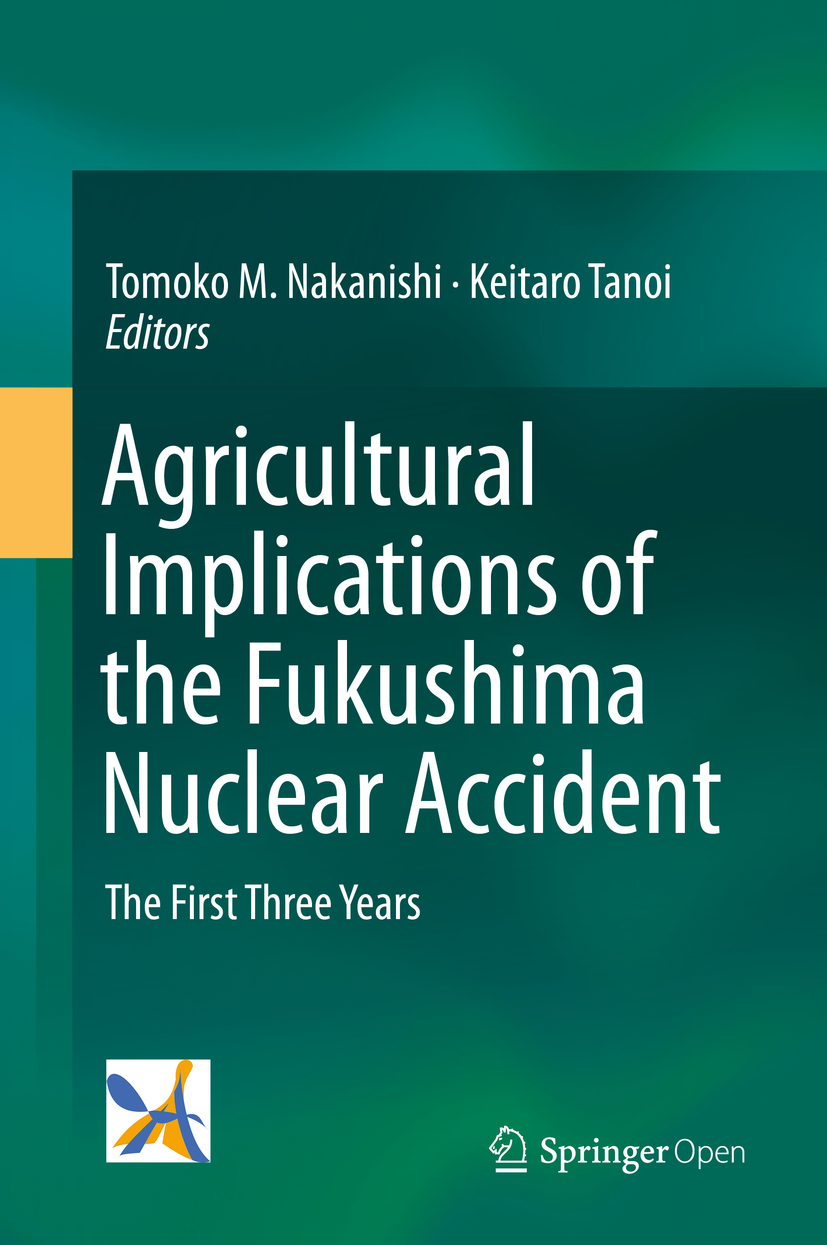 Tomoko M. Nakanishi · Keitaro Tanoi
Editors
Agricultural
Implications of
the Fukushima
Nuclear Accident
The First Three Years
Springer Open